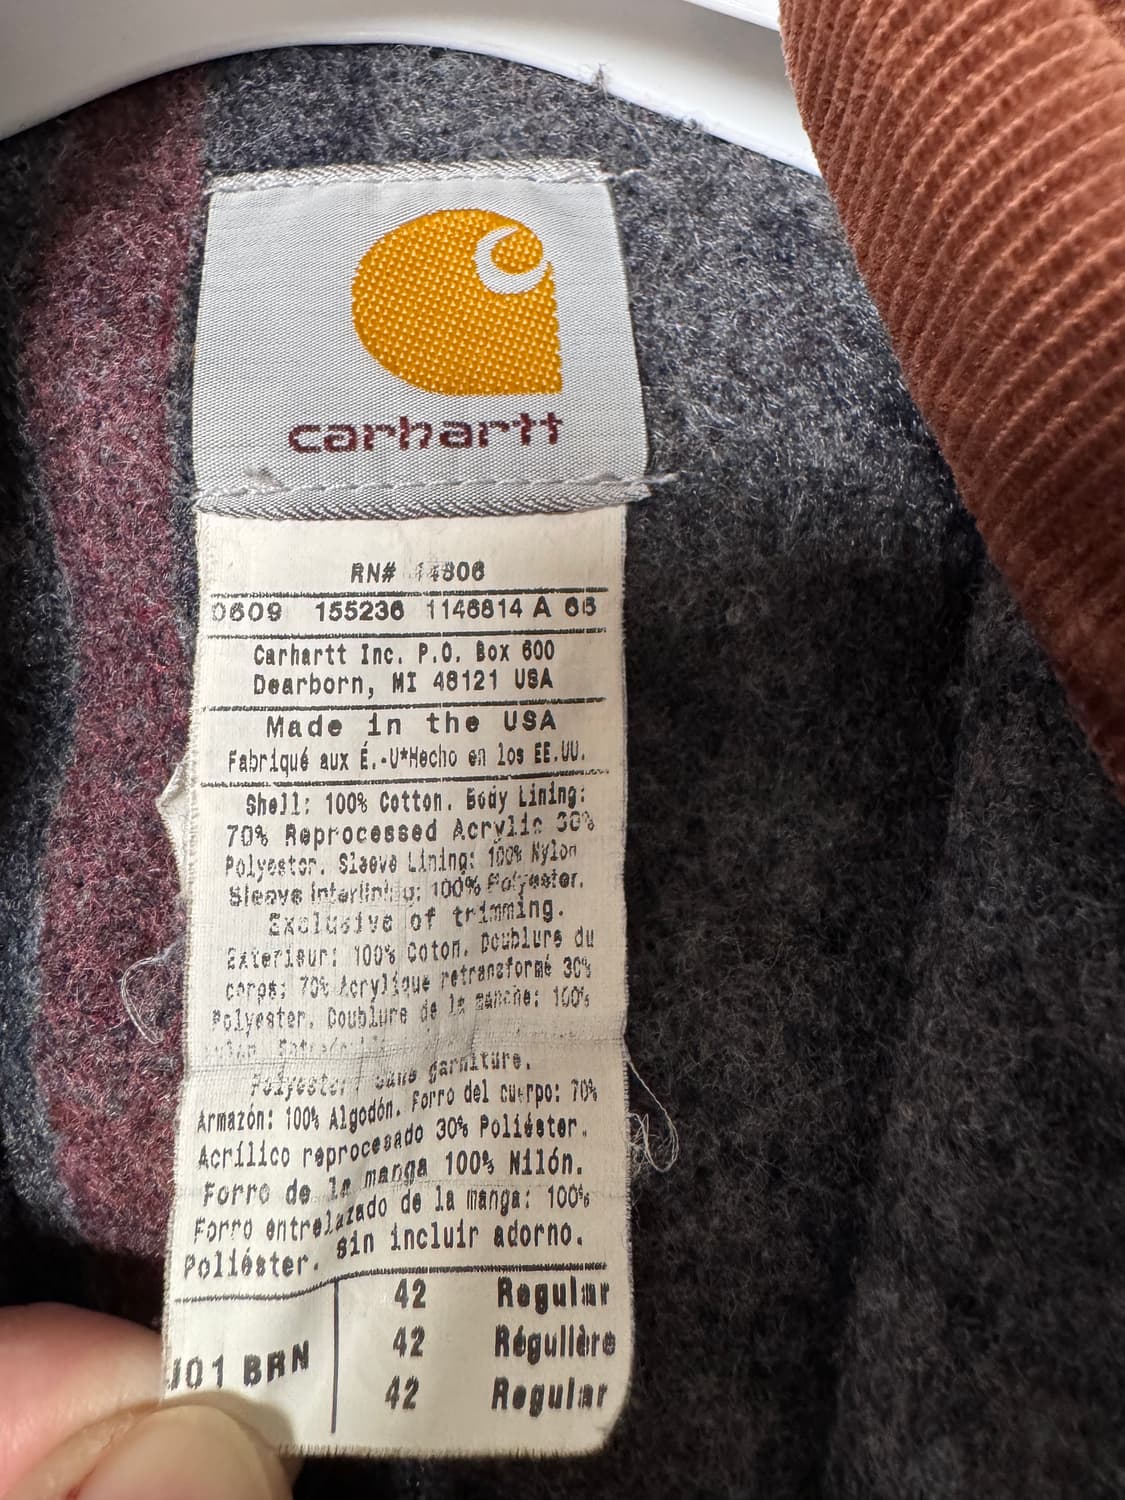 carhartt
RN# 14806
0609 155236 1146814 A 66
Carhartt Inc. P.O. Box 600
Dearborn, MI 48121 USA
Made in the USA
Fabriqué aux É.-U*Hecho en los EE.UU.
Shell: 100% Cotton. Body Lining:
70% Reprocessed Acrylic 30%
Polyester. Sleeve Lining: 100% Nylon
Sleeve Interlining: 100% Polyester.
Exclusive of trimming.
Exterieur: 100% Coton. Doublure du
corps: 70% Acrylique retransformé 30%
Polyester. Doublure de la manche: 100%
Polyester. sans garniture.
Armazón: 100% Algodón. Forro del cuerpo: 70%
Acrílico reprocesado 30% Poliéster.
Forro de la manga 100% Nilón.
Forro entrelazado de la manga: 100%
Poliéster. sin incluir adorno.
J01 BRN
42 Regular
42 Régulière
42 Regular